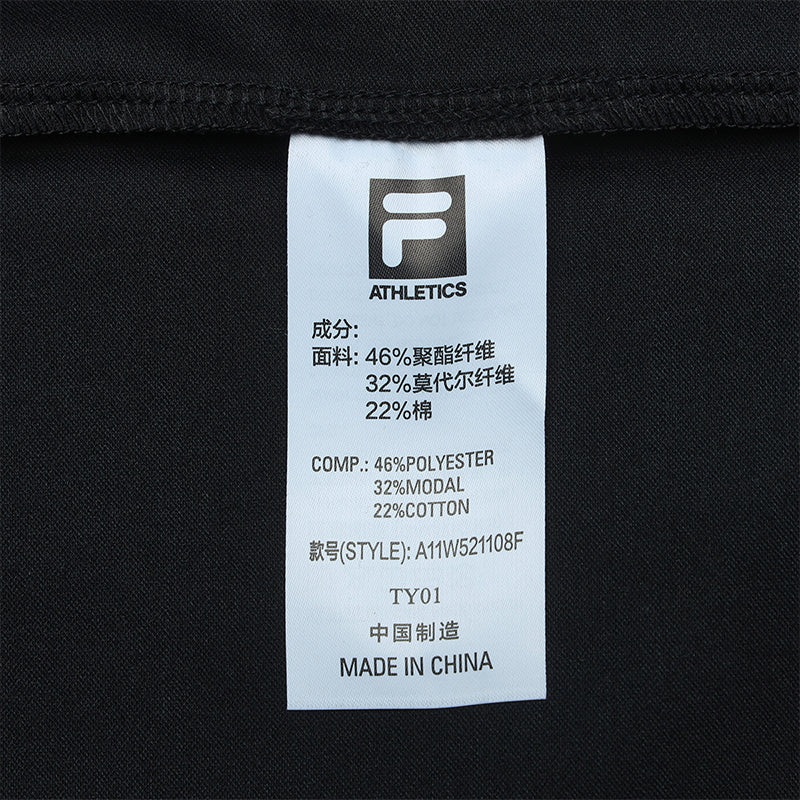 F
ATHLETICS
成分:
面料: 46%聚酯纤维
32%莫代尔纤维
22%棉
COMP.: 46%POLYESTER
32%MODAL
22%COTTON
款号(STYLE): A11W521108F
TY01
中国制造
MADE IN CHINA